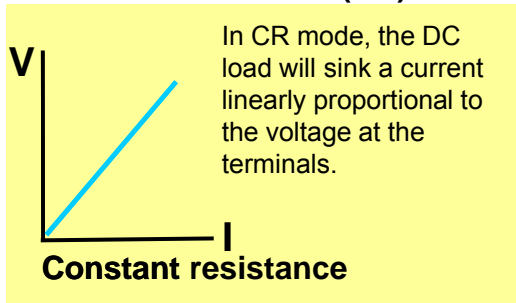 In CR mode, the DC
load will sink a current
linearly proportional to
the voltage at the
terminals.
V
I
Constant resistance